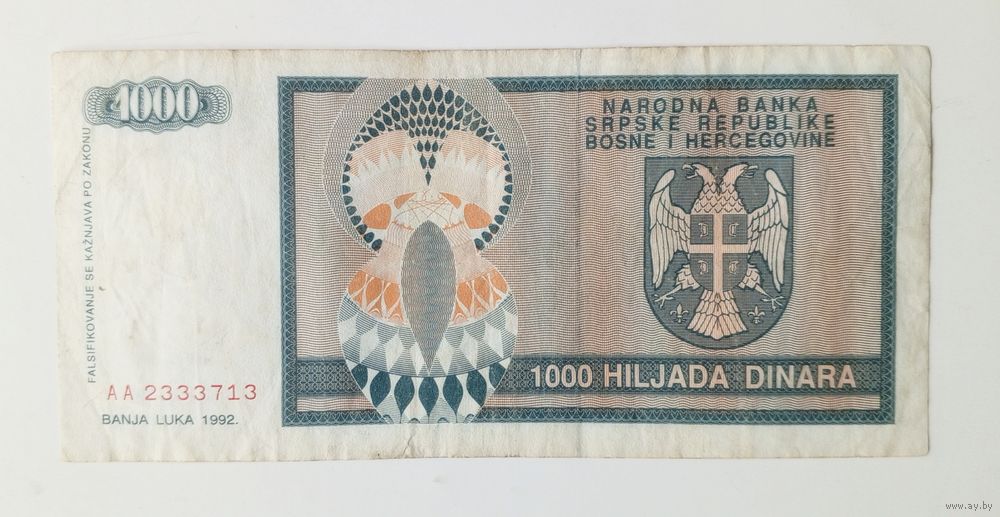 1000
FALSIFIKOVANJE SE KAŽNJAVA PO ZAKONU
AA 2333713
BANJA LUKA 1992.
NARODNA BANKA
SRPSKE REPUBLIKE
BOSNE I HERCEGOVINE
1000 HILJADA DINARA
www.ay.by